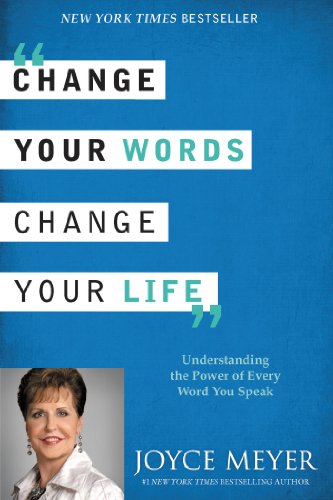 NEW YORK TIMES BESTSELLER
“CHANGE
YOUR WORDS
CHANGE
YOUR LIFE”
Understanding
the Power of Every
Word You Speak
JOYCE MEYER
#1 NEW YORK TIMES BESTSELLING AUTHOR